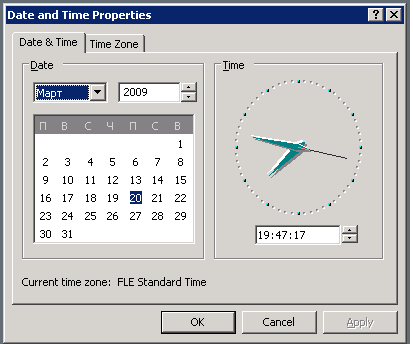 Date and Time Properties
Date & Time Time Zone
Date
Март 2009
П В С Ч П С В
1
2 3 4 5 6 7 8
9 10 11 12 13 14 15
16 17 18 19 20 21 22
23 24 25 26 27 28 29
30 31
Time
19:47:17
Current time zone: FLE Standard Time
OK Cancel Apply